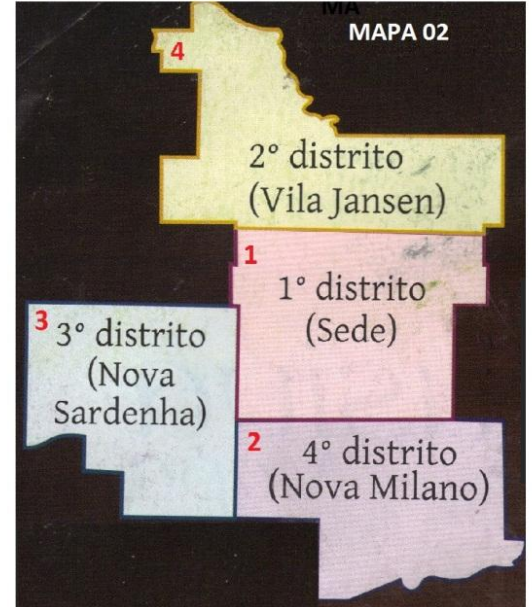 MA
MAPA 02
4
2° distrito
(Vila Jansen)
1
1° distrito
(Sede)
3
3° distrito
(Nova
Sardenha)
2
4° distrito
(Nova Milano)